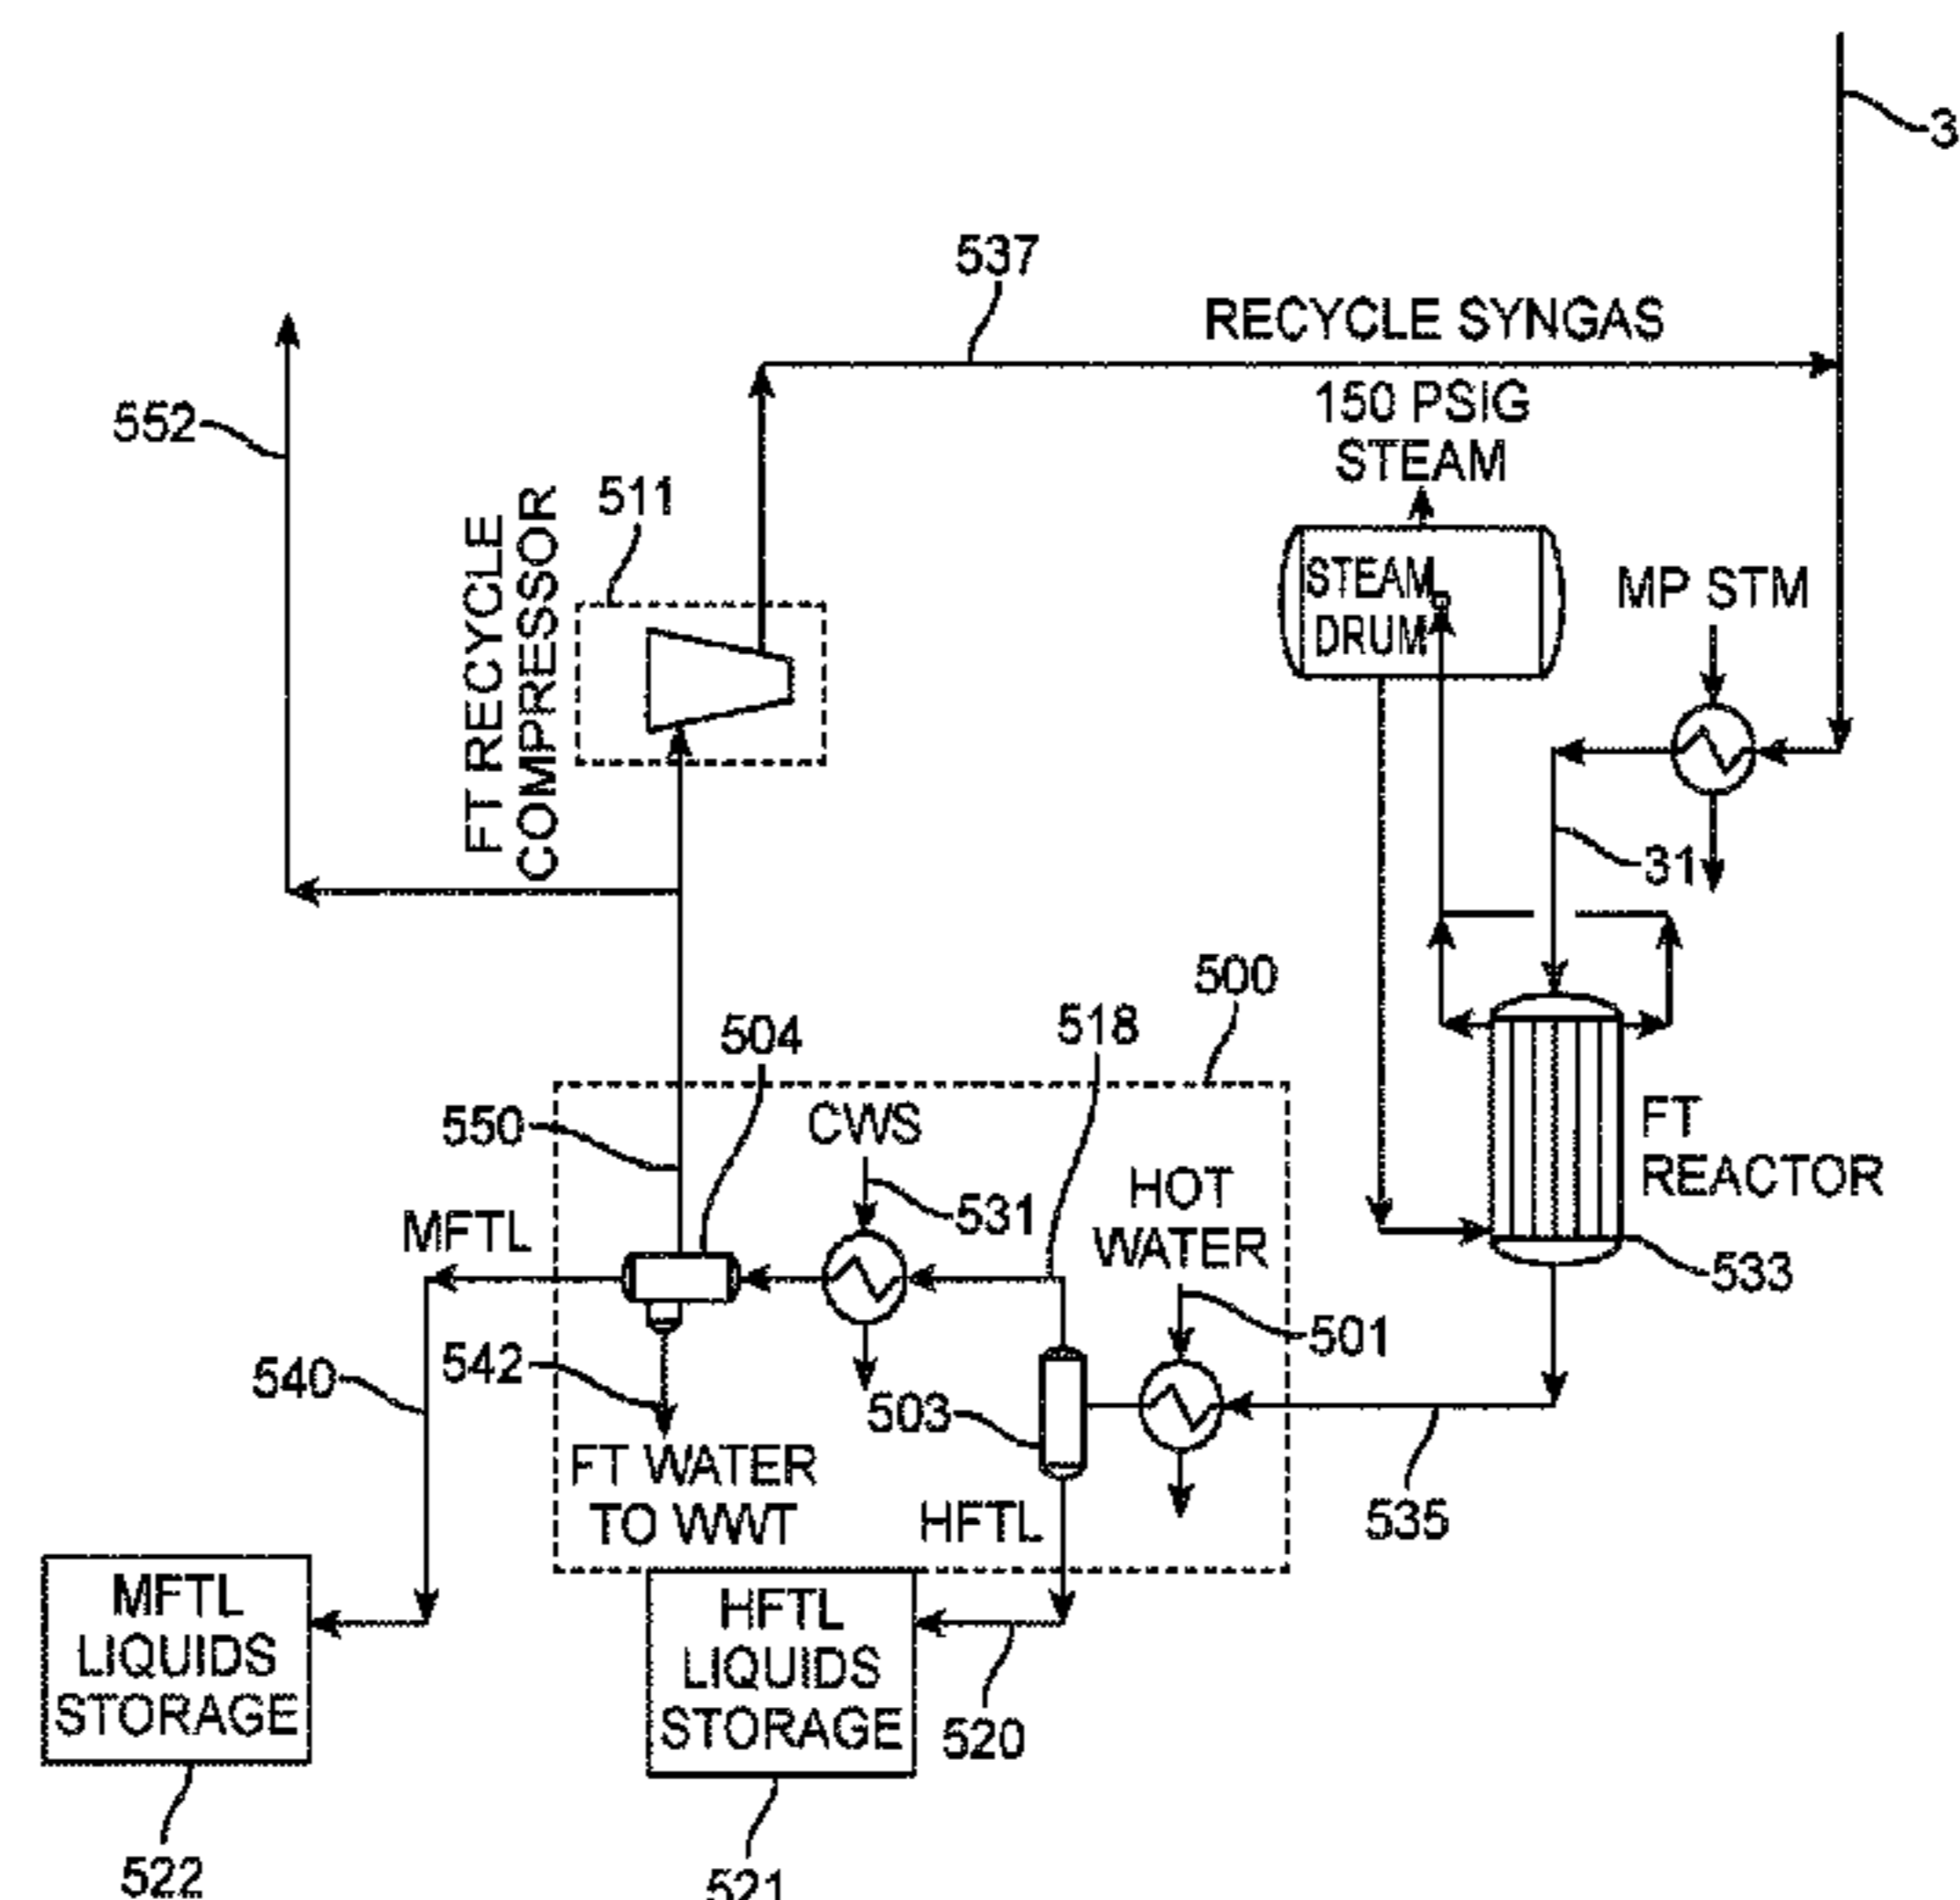 3
537
RECYCLE SYNGAS
150 PSIG
STEAM
552
511
FT RECYCLE
COMPRESSOR
STEAM
DRUM
MP STM
31
500
518
504
550
CWS
531
HOT
WATER
501
FT
REACTOR
533
MFTL
540
542
503
FT WATER
TO WWT
HFTL
535
MFTL
LIQUIDS
STORAGE
HFTL
LIQUIDS
STORAGE
520
522
521